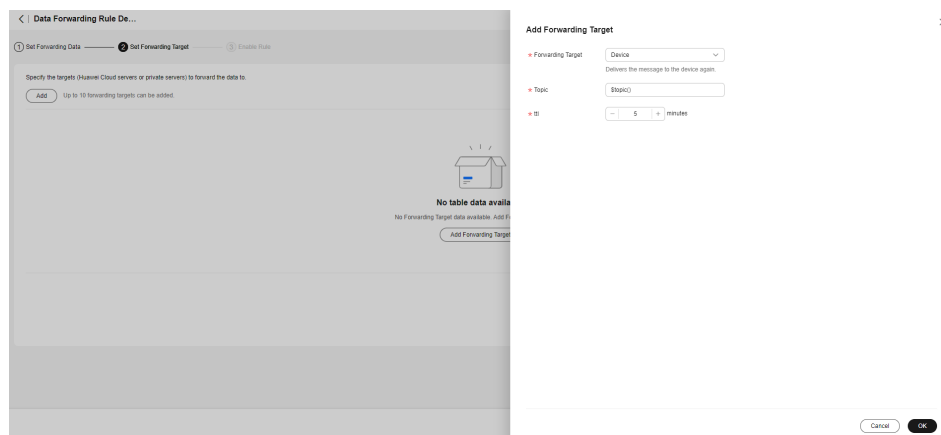 Data Forwarding Rule De...
1 Set Forwarding Data 2 Set Forwarding Target 3 Enable Rule
Specify the targets (Huawei Cloud servers or private servers) to forward the data to.
Add Up to 10 forwarding targets can be added.
No table data availa
No Forwarding Target data available. Add F
Add Forwarding Target
Add Forwarding Target
* Forwarding Target Device
Delivers the message to the device again.
* Topic $topic()
* ttl − 5 + minutes
Cancel OK